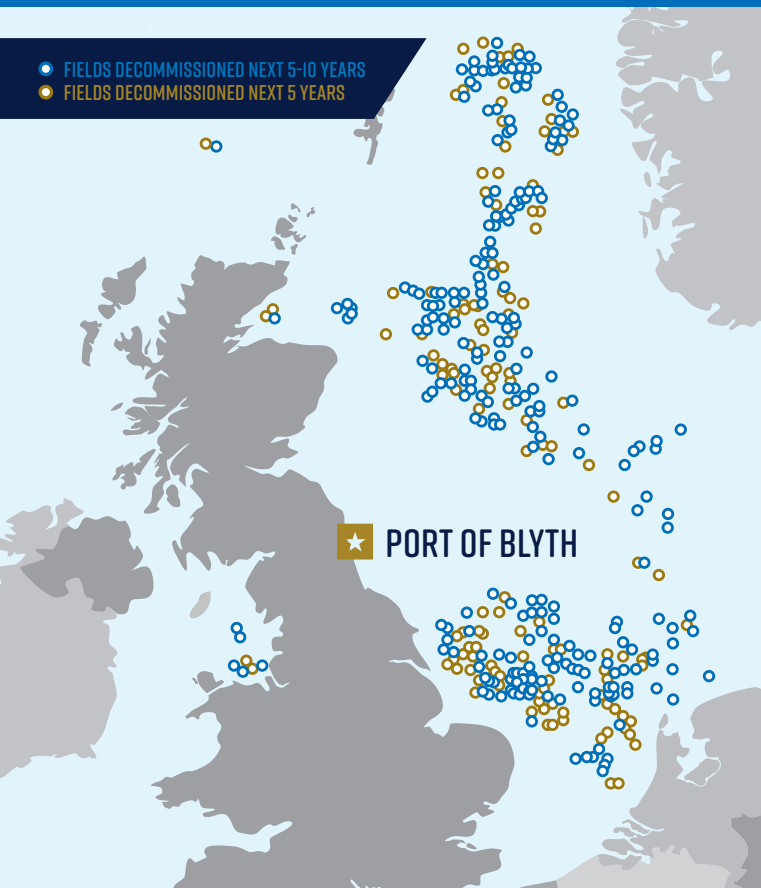 FIELDS DECOMMISSIONED NEXT 5-10 YEARS
FIELDS DECOMMISSIONED NEXT 5 YEARS
PORT OF BLYTH